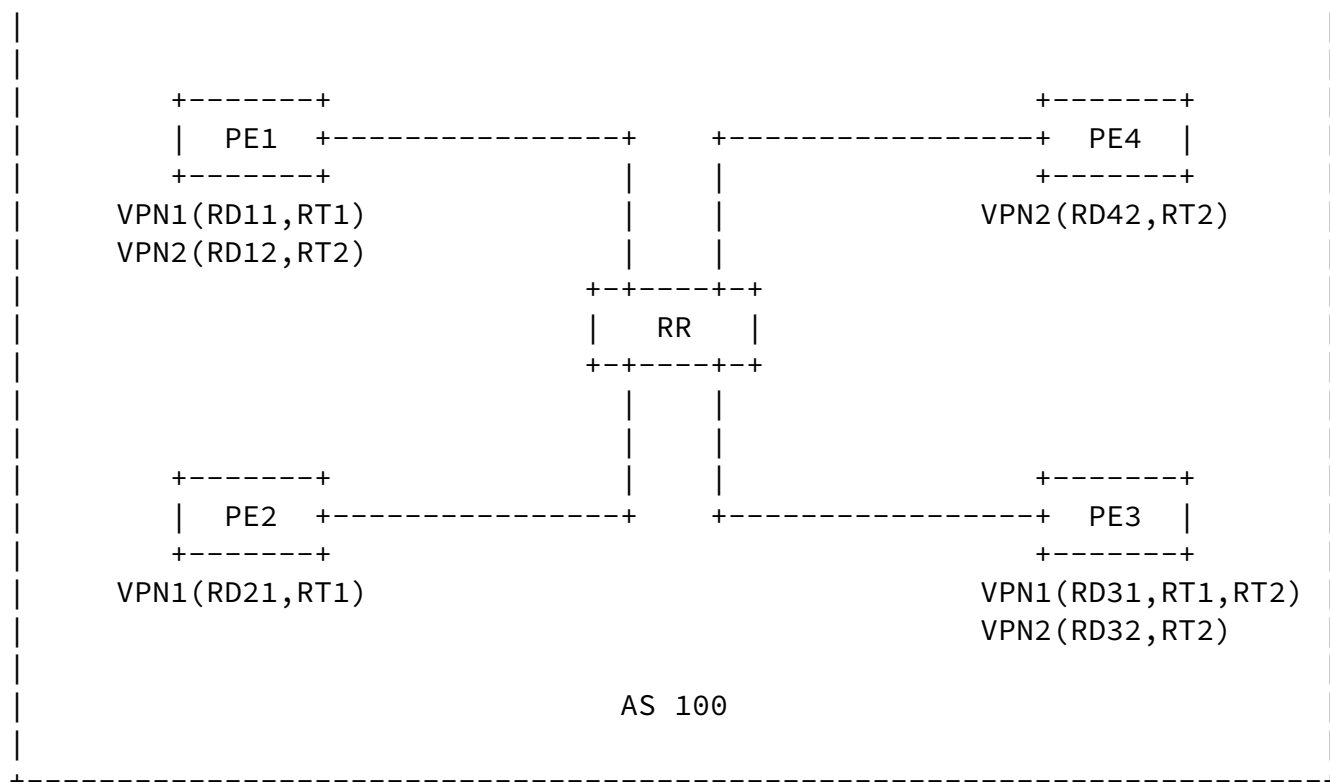 PE1 PE4
VPN1(RD11,RT1) VPN2(RD42,RT2)
VPN2(RD12,RT2)
RR
PE2 PE3
VPN1(RD21,RT1) VPN1(RD31,RT1,RT2)
VPN2(RD32,RT2)
AS 100